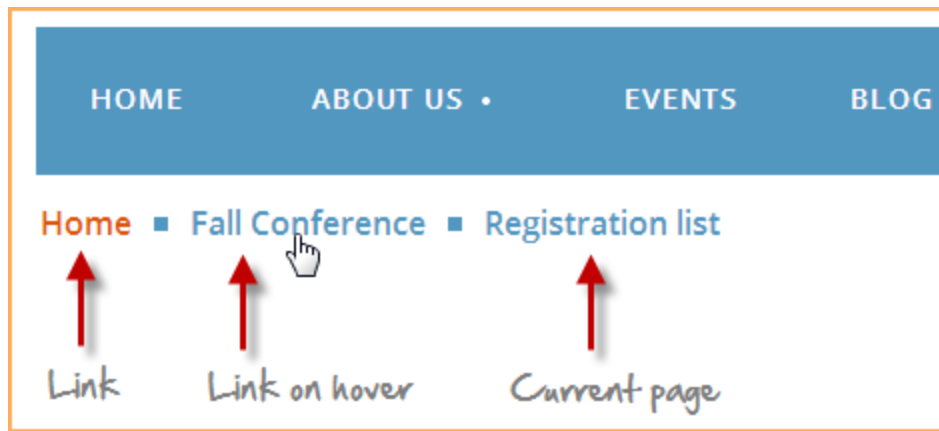 HOME ABOUT US • EVENTS BLOG
Home ▪ Fall Conference ▪ Registration list
Link Link on hover Current page